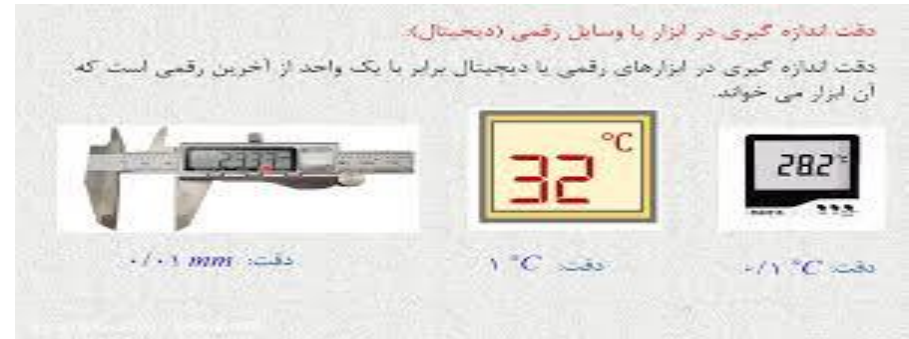 دقت اندازه گیری در ابزار یا وسایل رقمی (دیجیتال):
دقت اندازه گیری در ابزارهای رقمی یا دیجیتال برابر با یک واحد از آخرین رقمی است که
آن ابزار می خواند.
28.2 °C
°C
32
دقت: ۰/۱ °C
دقت: ۱ °C
دقت: ۰/۰۱ mm